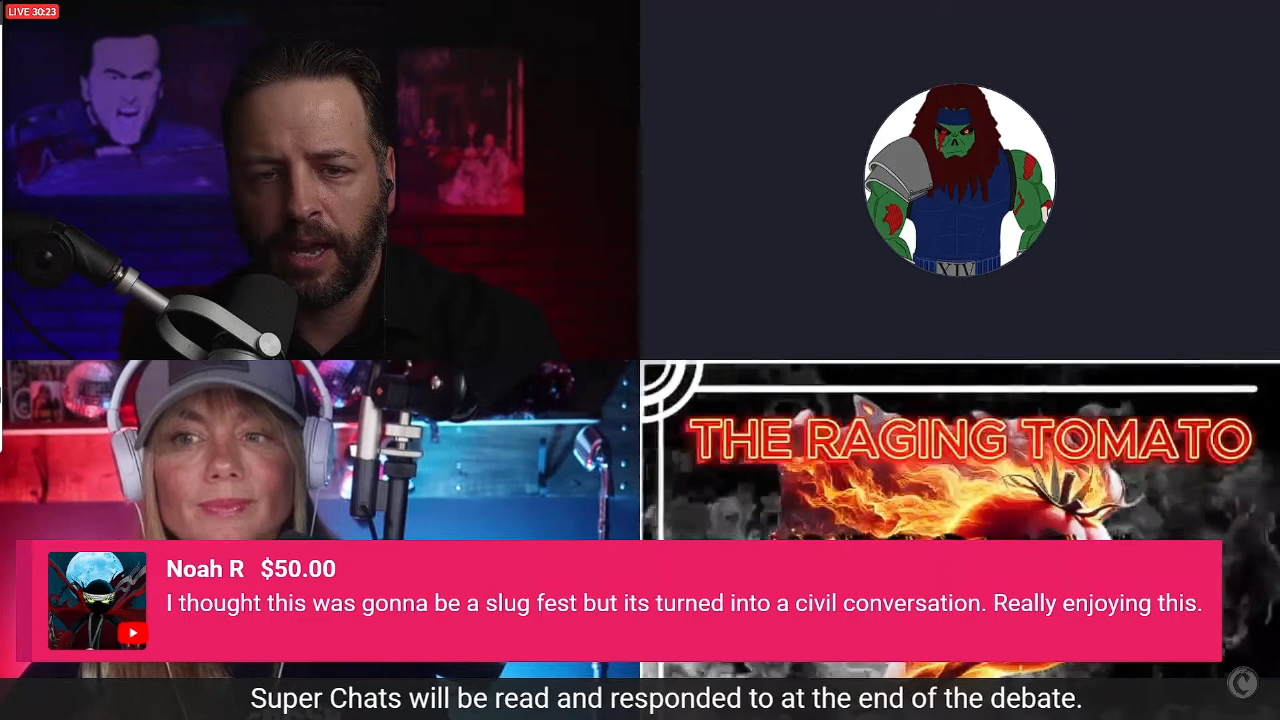 LIVE 30:23
XIV
THE RAGING TOMATO
Noah R $50.00
I thought this was gonna be a slug fest but its turned into a civil conversation. Really enjoying this.
Super Chats will be read and responded to at the end of the debate.